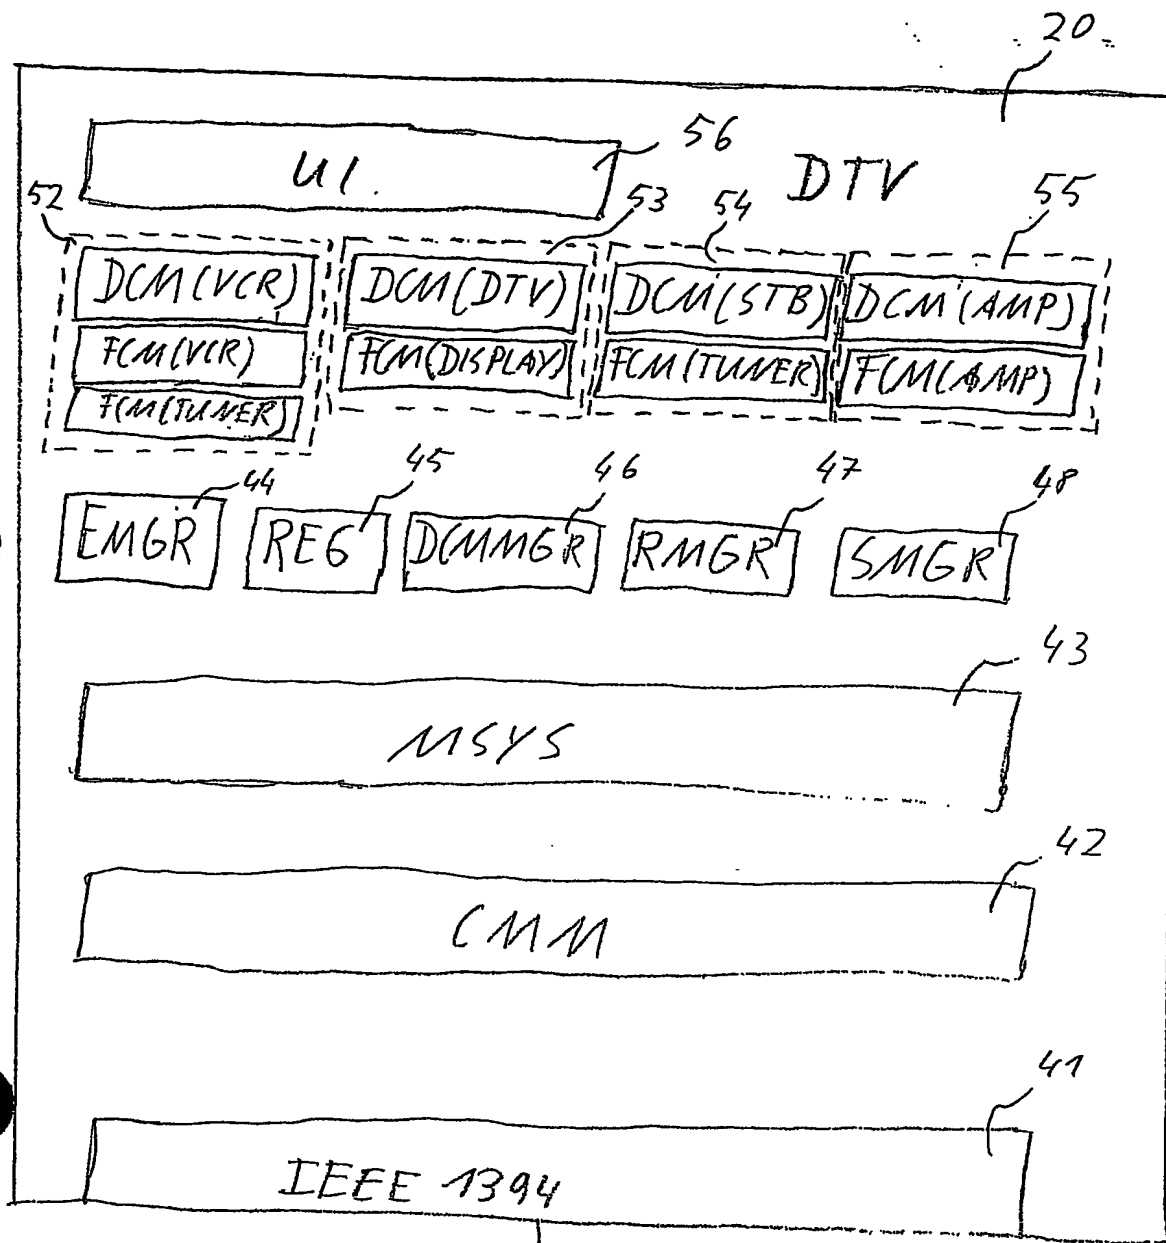 20
UI.
56
DTV
52
53
54
55
DCM(VCR)
DCM(DTV)
DCM(STB)
DCM(AMP)
FCM(VCR)
FCM(DISPLAY)
FCM(TUNER)
FCM(AMP)
FCM(TUNER)
44
45
46
47
48
EMGR
REG
DCMMGR
RMGR
SMGR
43
MSYS
42
CMM
41
IEEE 1394